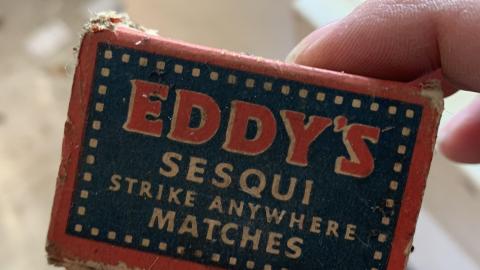 EDDY'S
SESQUI
STRIKE ANYWHERE
MATCHES